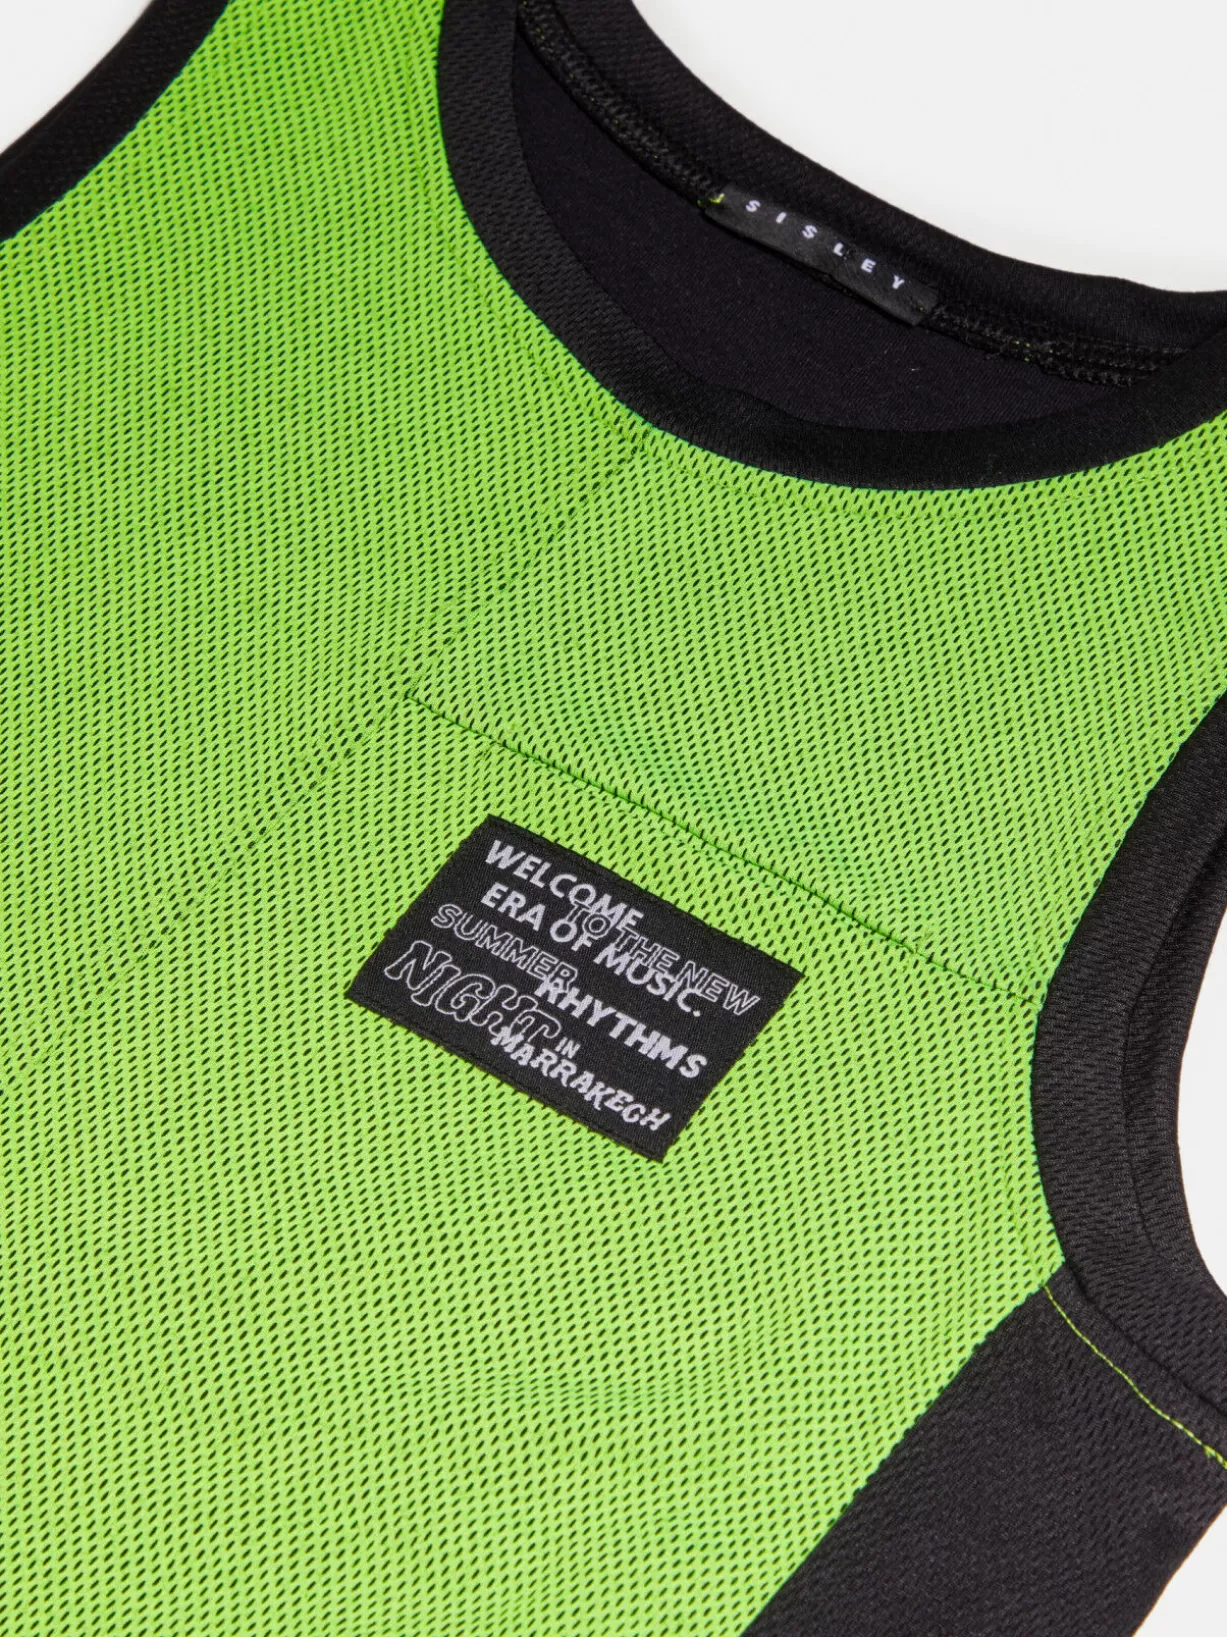 SISLEY
WELCOME
TO THE NEW
ERA OF MUSIC.
SUMMER
RHYTHMS
NIGHT IN
MARRAKECH